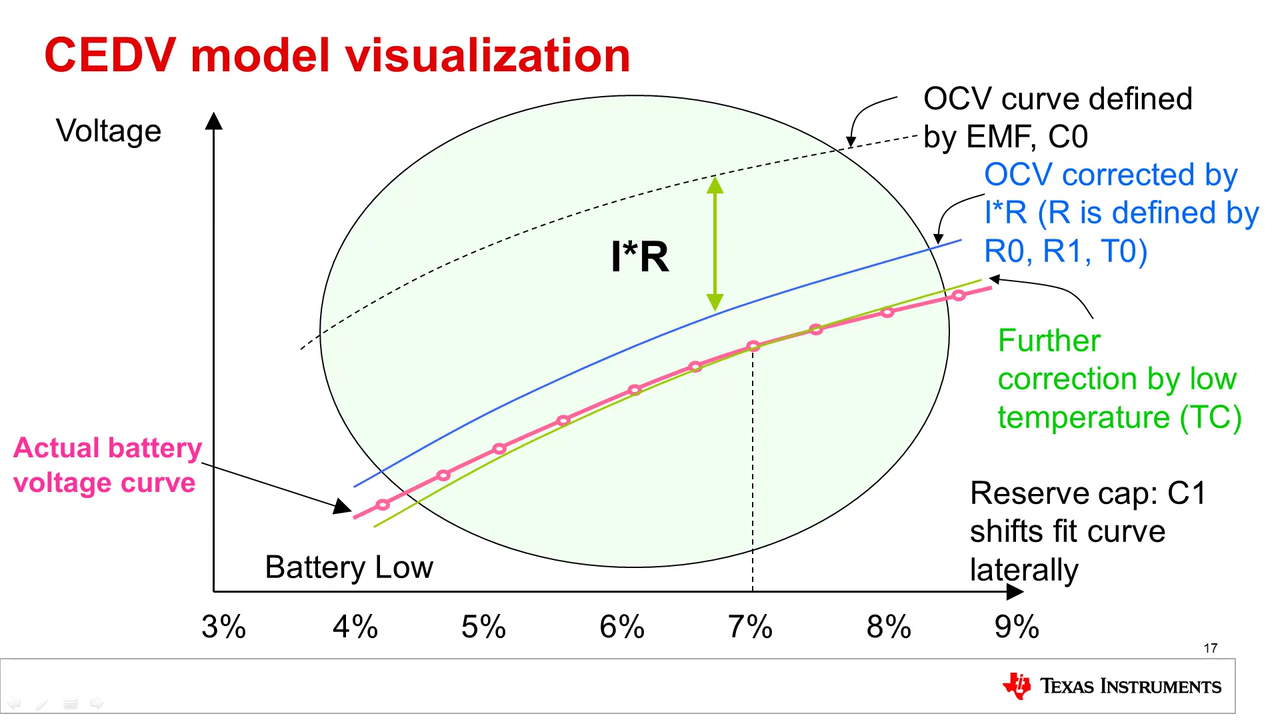 CEDV model visualization
Voltage
OCV curve defined
by EMF, C0
OCV corrected by
I*R (R is defined by
R0, R1, T0)
I*R
Further
correction by low
temperature (TC)
Actual battery
voltage curve
Reserve cap: C1
shifts fit curve
laterally
Battery Low
3% 4% 5% 6% 7% 8% 9%
17
TEXAS INSTRUMENTS